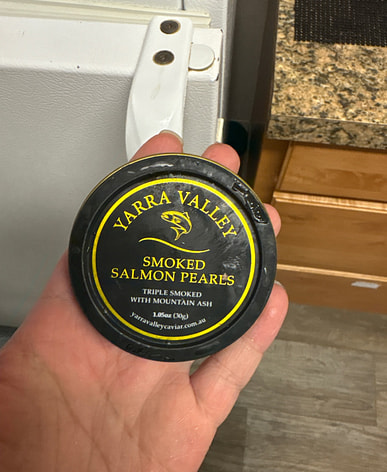 YARRA VALLEY
SMOKED
SALMON PEARLS
TRIPLE SMOKED
WITH MOUNTAIN ASH
1.05oz (30g)
yarravalleycaviar.com.au